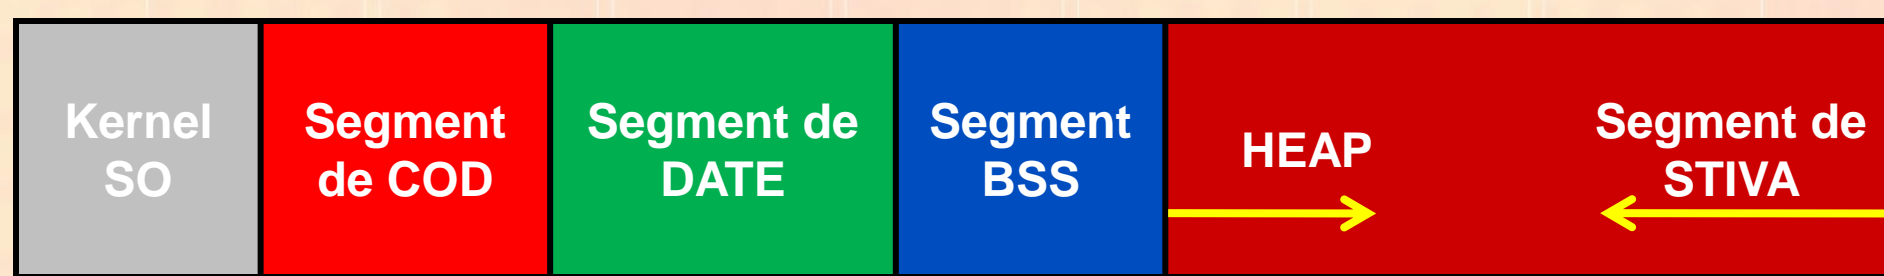 Kernel
SO
Segment
de COD
Segment de
DATE
Segment
BSS
HEAP
Segment de
STIVA